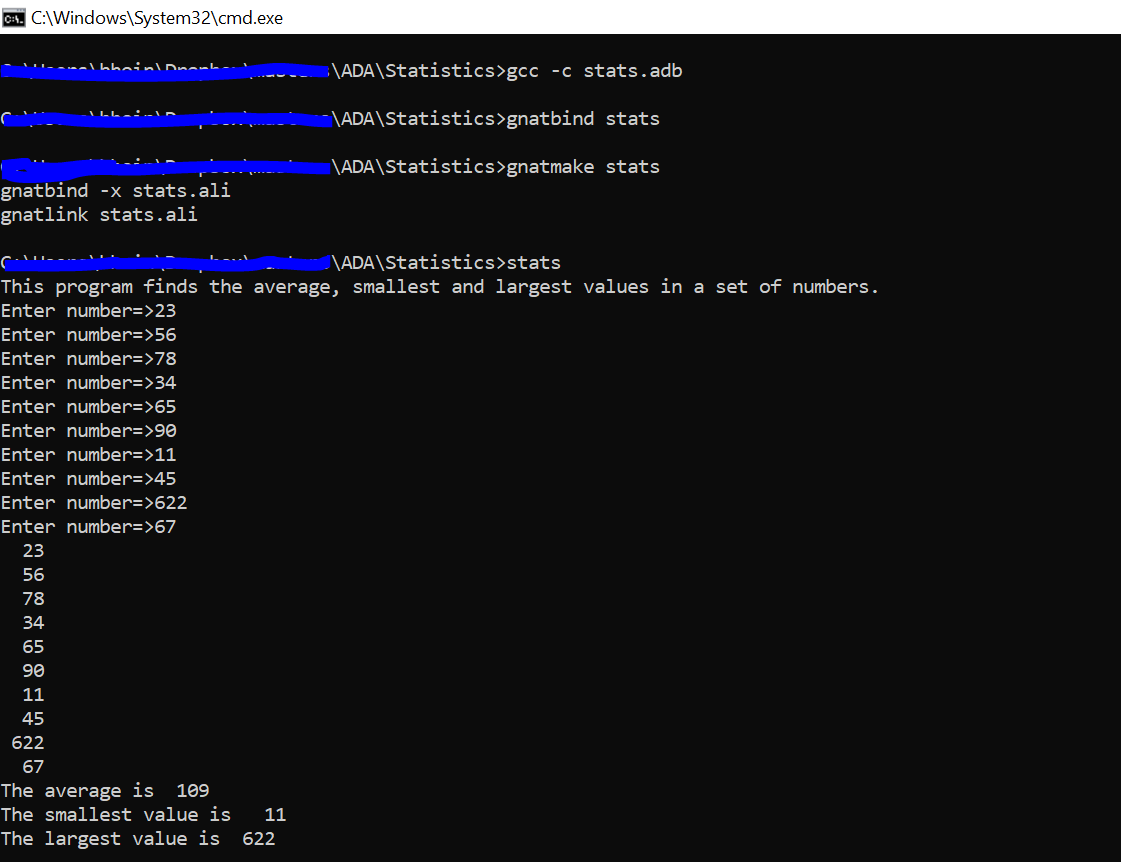 C:\Windows\System32\cmd.exe
\ADA\Statistics>gcc -c stats.adb
\ADA\Statistics>gnatbind stats
\ADA\Statistics>gnatmake stats
gnatbind -x stats.ali
gnatlink stats.ali
\ADA\Statistics>stats
This program finds the average, smallest and largest values in a set of numbers.
Enter number=>23
Enter number=>56
Enter number=>78
Enter number=>34
Enter number=>65
Enter number=>90
Enter number=>11
Enter number=>45
Enter number=>622
Enter number=>67
23
56
78
34
65
90
11
45
622
67
The average is  109
The smallest value is   11
The largest value is  622